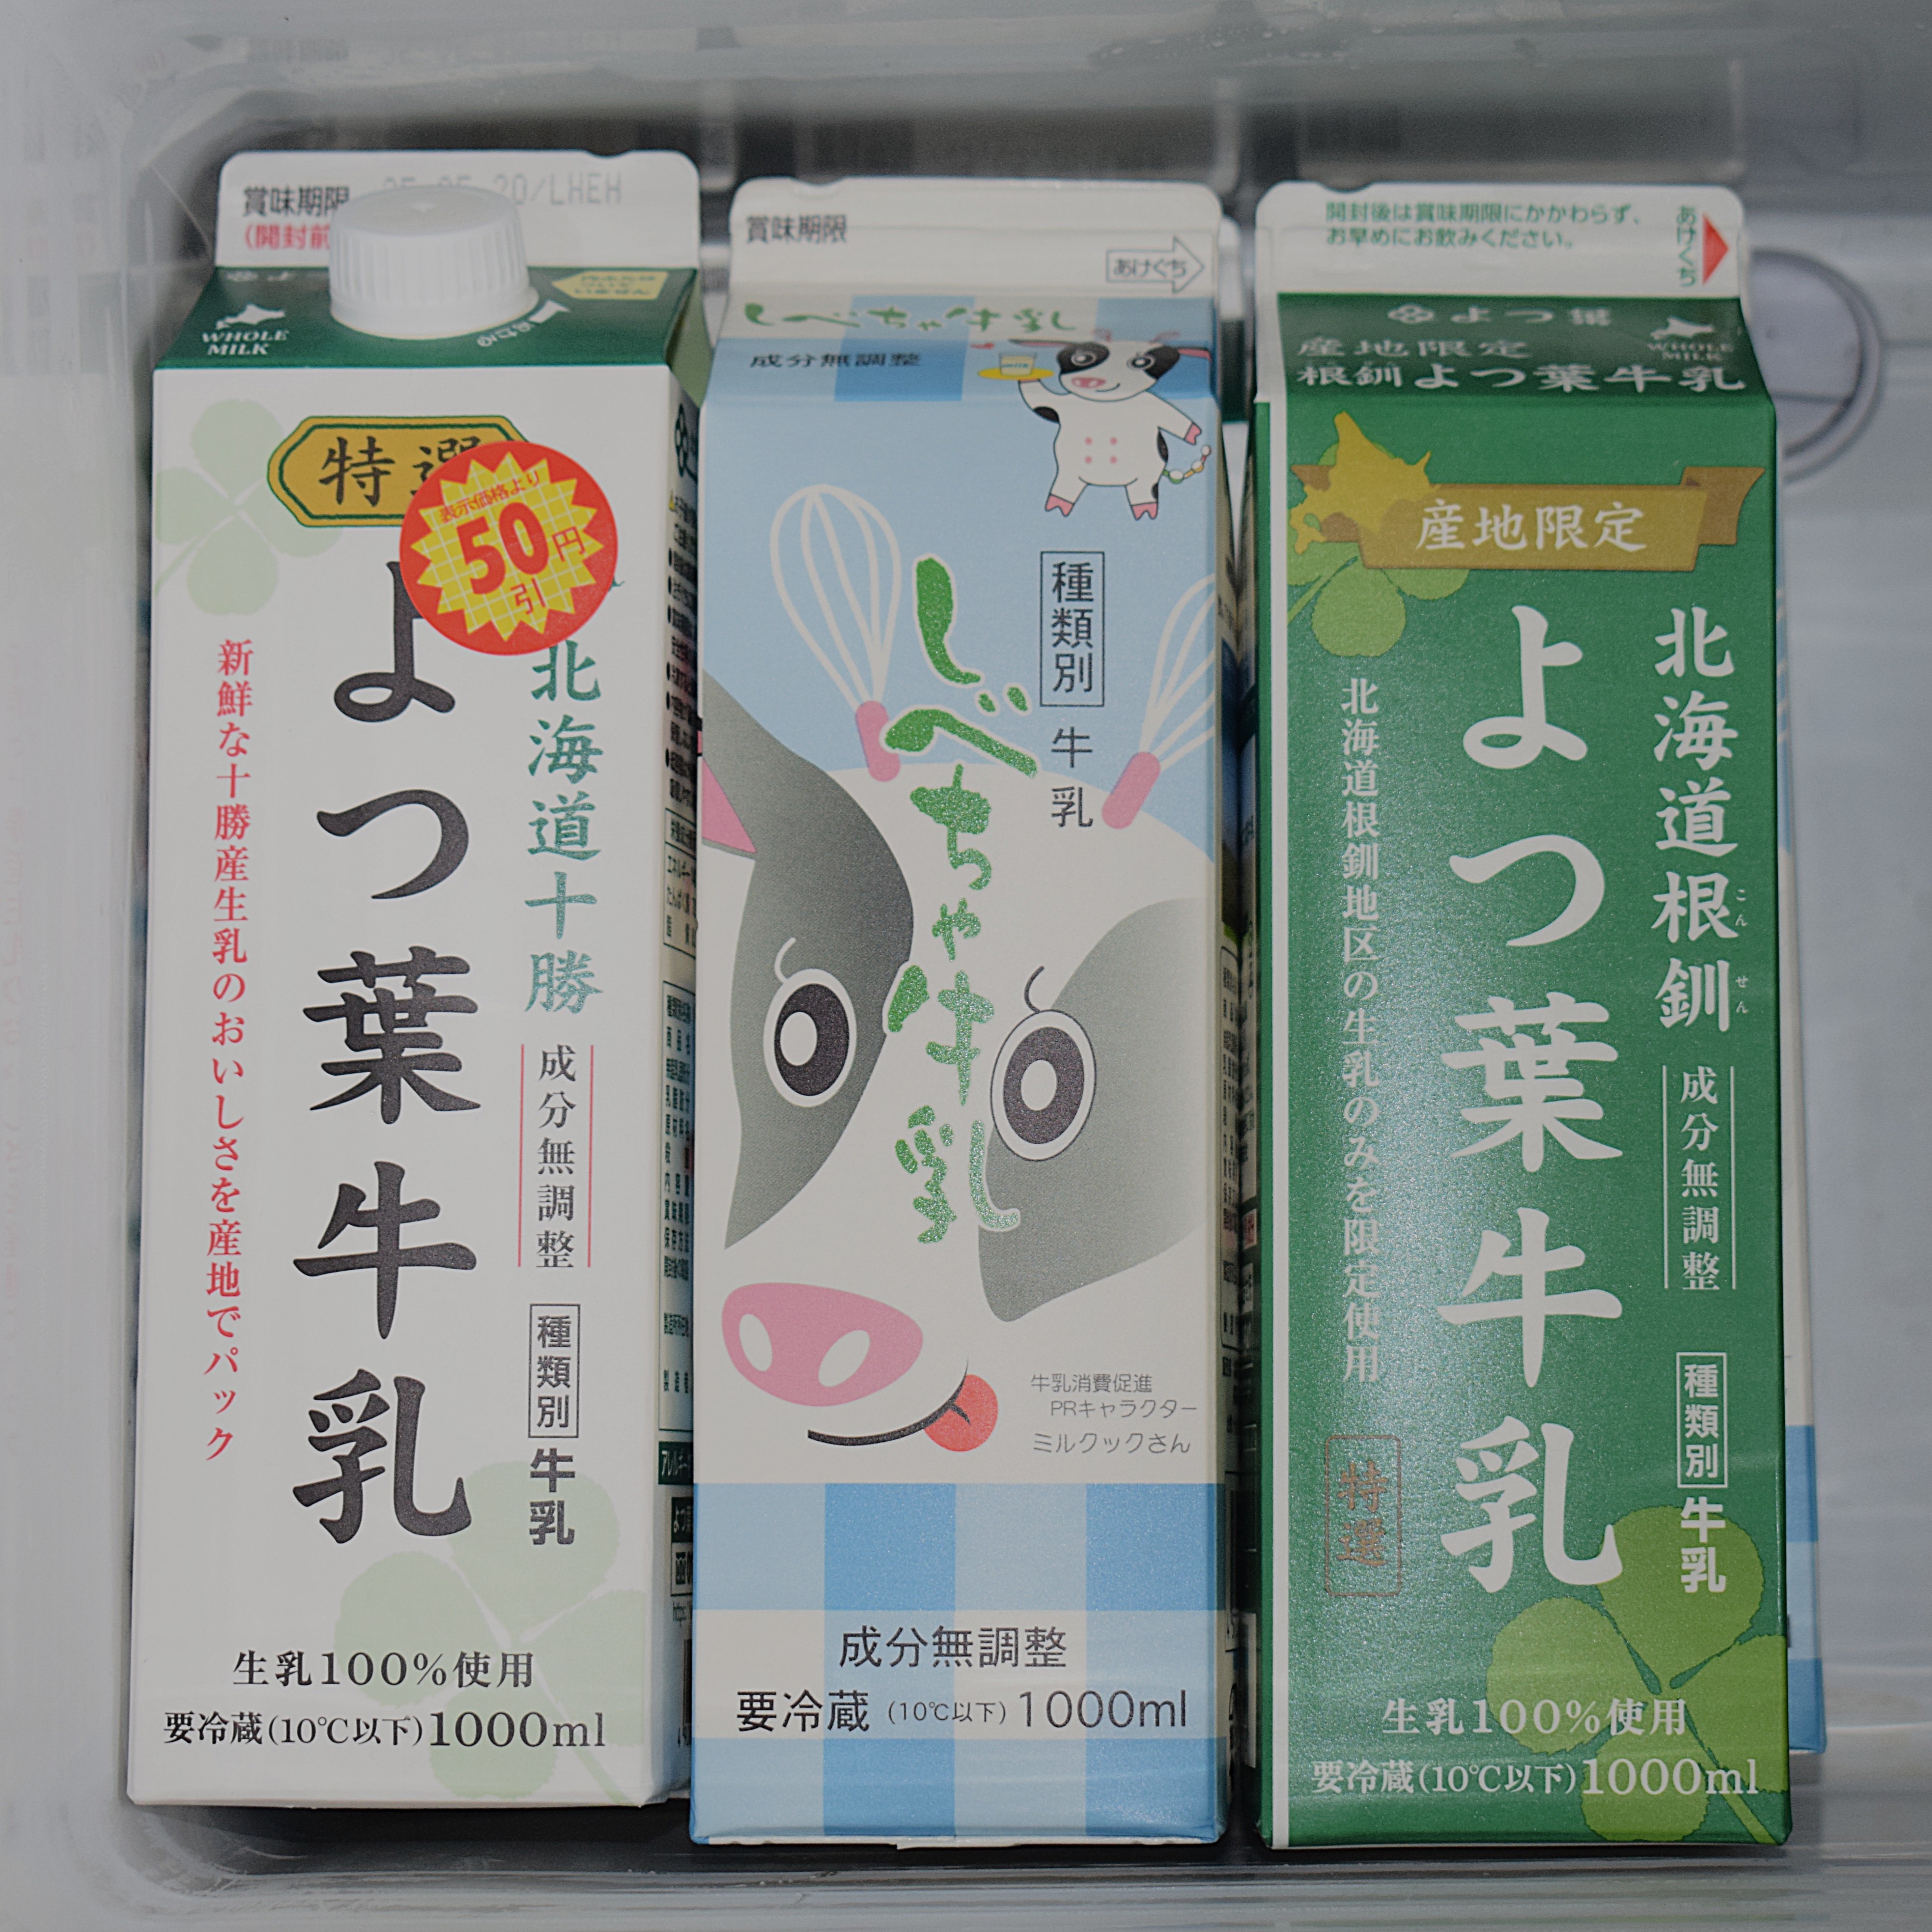 賞味期限
(開封前
20/LHEH
WHOLE
MILK
特選
表示価格より
50円
引
北海道十勝
成分無調整
種類別
牛乳
よつ葉牛乳
新鮮な十勝産生乳のおいしさを産地でパック
生乳100%使用
要冷蔵(10℃以下)1000ml
賞味期限
あけぐち
しべちゃ牛乳
成分無調整
milk
種類別
牛乳
しべちゃ牛乳
牛乳消費促進
PRキャラクター
ミルクックさん
成分無調整
要冷蔵 (10℃以下) 1000ml
開封後は賞味期限にかかわらず、
お早めにお飲みください。
あけくち
よつ葉
WHOLE
MILK
産地限定
根釧よつ葉牛乳
産地限定
北海道根釧
こんせん
成分無調整
種類別
牛乳
よつ葉牛乳
北海道根釧地区の生乳のみを限定使用
特選
生乳100%使用
要冷蔵(10℃以下)1000ml